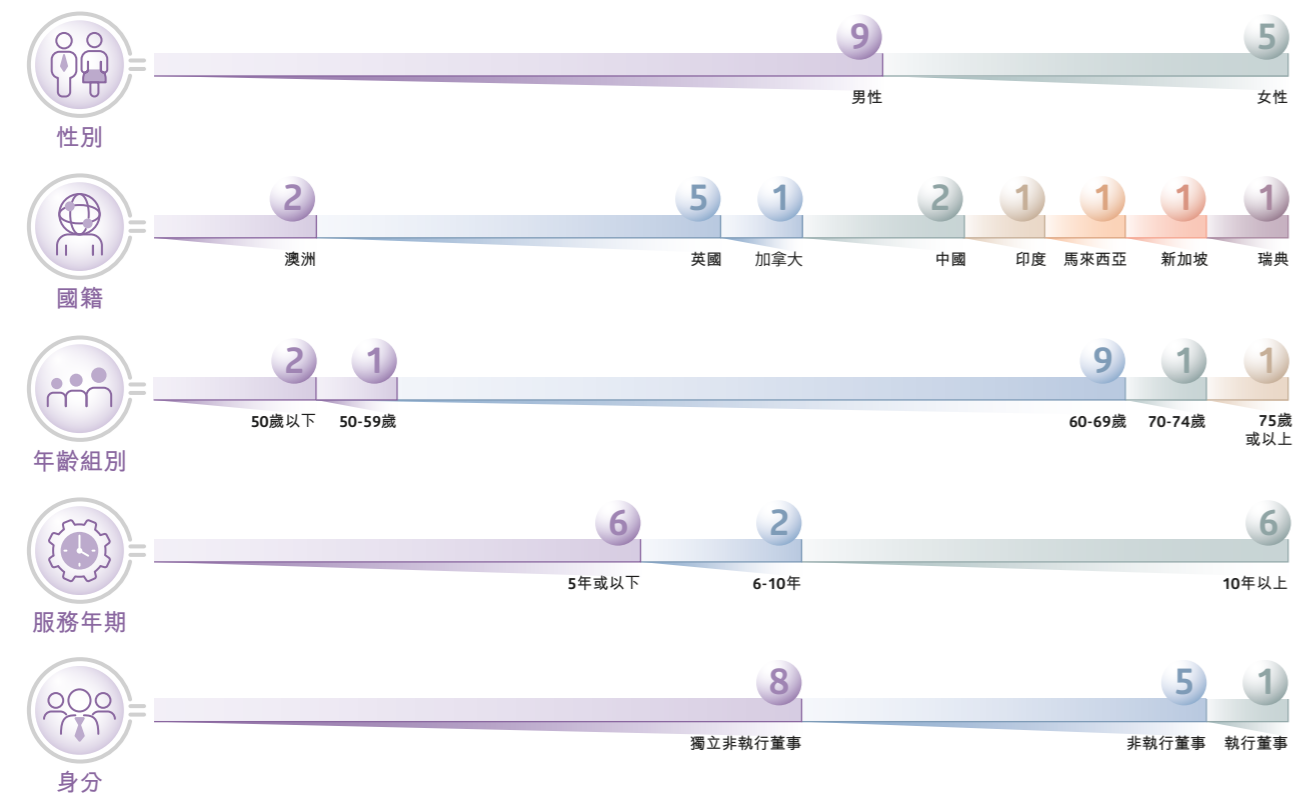 9 5
男性 女性
性別
2 5 1 2 1 1 1 1
澳洲 英國 加拿大 中國 印度 馬來西亞 新加坡 瑞典
國籍
2 1 9 1 1
50歲以下 50-59歲 60-69歲 70-74歲 75歲
或以上
年齡組別
6 2 6
5年或以下 6-10年 10年以上
服務年期
8 5 1
獨立非執行董事 非執行董事 執行董事
身分